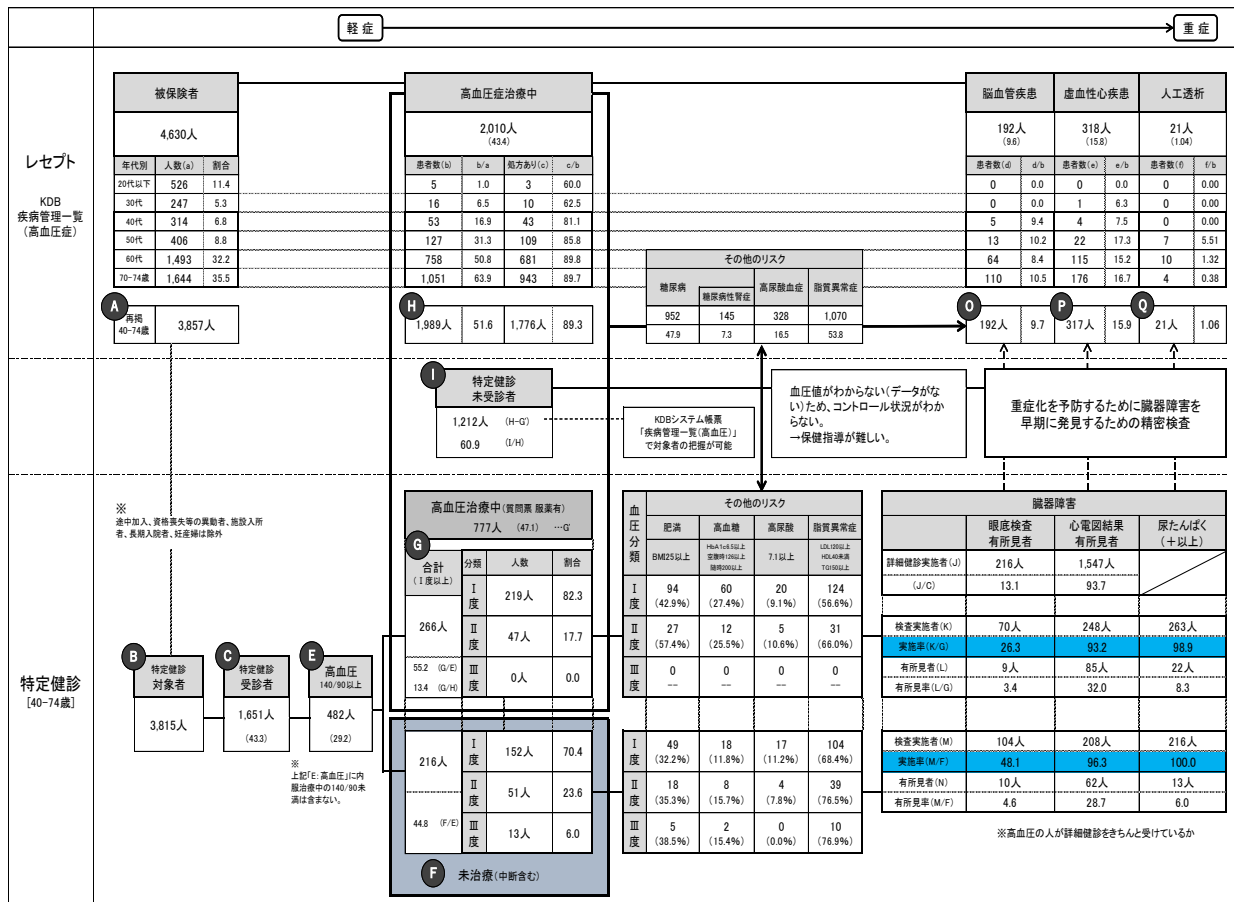 軽症
重症
レセプト
KDB
疾病管理一覧
(高血圧症)
被保険者
4,630人
年代別 人数(a) 割合
20代以下 526 11.4
30代 247 5.3
40代 314 6.8
50代 406 8.8
60代 1,493 32.2
70-74歳 1,644 35.5
A
再掲
40-74歳
3,857人
高血圧症治療中
2,010人
(43.4)
患者数(b) b/a 処方あり(c) c/b
5 1.0 3 60.0
16 6.5 10 62.5
53 16.9 43 81.1
127 31.3 109 85.8
758 50.8 681 89.8
1,051 63.9 943 89.7
H
1,989人 51.6 1,776人 89.3
その他のリスク
糖尿病 糖尿病性腎症 高尿酸血症 脂質異常症
952 145 328 1,070
47.9 7.3 16.5 53.8
脳血管疾患 虚血性心疾患 人工透析
192人 318人 21人
(9.6) (15.8) (1.04)
患者数(d) d/b 患者数(e) e/b 患者数(f) f/b
0 0.0 0 0.0 0 0.00
0 0.0 1 6.3 0 0.00
5 9.4 4 7.5 0 0.00
13 10.2 22 17.3 7 5.51
64 8.4 115 15.2 10 1.32
110 10.5 176 16.7 4 0.38
O P Q
192人 9.7 317人 15.9 21人 1.06
I
特定健診
未受診者
1,212人 (H-G')
60.9 (I/H)
KDBシステム帳票
「疾病管理一覧(高血圧)」
で対象者の把握が可能
血圧値がわからない(データがな
い)ため、コントロール状況がわか
らない。
→保健指導が難しい。
重症化を予防するために臓器障害を
早期に発見するための精密検査
特定健診
[40-74歳]
※
途中加入、資格喪失等の異動者、施設入所
者、長期入院者、妊産婦は除外
B
特定健診
対象者
3,815人
C
特定健診
受診者
1,651人
(43.3)
E
高血圧
140/90以上
482人
(29.2)
※
上記「E:高血圧」に内
服治療中の140/90未
満は含まない。
高血圧治療中(質問票 服薬有)
777人 (47.1) …G'
G
合計
(Ⅰ度以上)
分類 人数 割合
Ⅰ度 219人 82.3
266人
Ⅱ度 47人 17.7
55.2 (G/E)
13.4 (G/H)
Ⅲ度 0人 0.0
216人
Ⅰ度 152人 70.4
Ⅱ度 51人 23.6
44.8 (F/E)
Ⅲ度 13人 6.0
F
未治療(中断含む)
血圧分類
その他のリスク
肥満 高血糖 高尿酸 脂質異常症
BMI25以上
HbA1c6.5以上
空腹時126以上
随時200以上
7.1以上
LDL120以上
HDL40未満
TG150以上
Ⅰ度 94 60 20 124
(42.9%) (27.4%) (9.1%) (56.6%)
Ⅱ度 27 12 5 31
(57.4%) (25.5%) (10.6%) (66.0%)
Ⅲ度 0 0 0 0
-- -- -- --
Ⅰ度 49 18 17 104
(32.2%) (11.8%) (11.2%) (68.4%)
Ⅱ度 18 8 4 39
(35.3%) (15.7%) (7.8%) (76.5%)
Ⅲ度 5 2 0 10
(38.5%) (15.4%) (0.0%) (76.9%)
臓器障害
眼底検査
有所見者
心電図結果
有所見者
尿たんぱく
(+以上)
詳細健診実施者(J) 216人 1,547人
(J/C) 13.1 93.7
検査実施者(K) 70人 248人 263人
実施率(K/G) 26.3 93.2 98.9
有所見者(L) 9人 85人 22人
有所見率(L/G) 3.4 32.0 8.3
検査実施者(M) 104人 208人 216人
実施率(M/F) 48.1 96.3 100.0
有所見者(N) 10人 62人 13人
有所見率(M/F) 4.6 28.7 6.0
※高血圧の人が詳細健診をきちんと受けているか